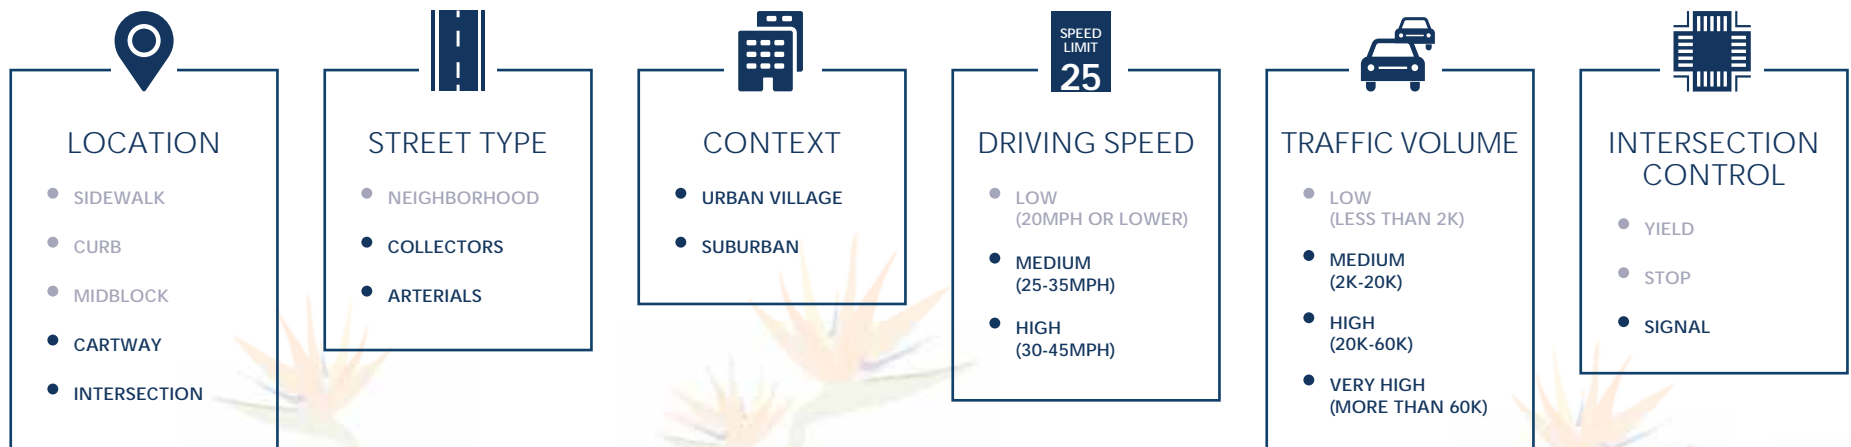 LOCATION
SIDEWALK
CURB
MIDBLOCK
CARTWAY
INTERSECTION
STREET TYPE
NEIGHBORHOOD
COLLECTORS
ARTERIALS
CONTEXT
URBAN VILLAGE
SUBURBAN
SPEED
LIMIT
25
DRIVING SPEED
LOW
(20MPH OR LOWER)
MEDIUM
(25-35MPH)
HIGH
(30-45MPH)
TRAFFIC VOLUME
LOW
(LESS THAN 2K)
MEDIUM
(2K-20K)
HIGH
(20K-60K)
VERY HIGH
(MORE THAN 60K)
INTERSECTION
CONTROL
YIELD
STOP
SIGNAL